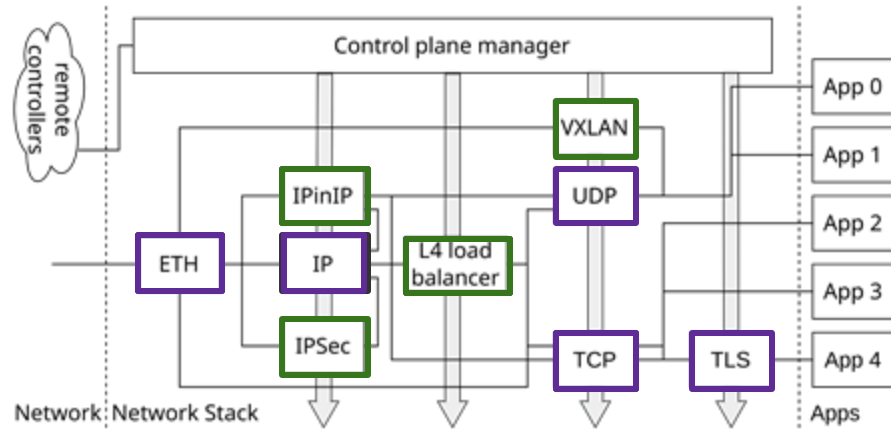 Control plane manager
remote
controllers
App 0
VXLAN
App 1
IPinIP
UDP
App 2
ETH
IP
L4 load
balancer
App 3
IPSec
TCP
TLS
App 4
Network
Network Stack
Apps